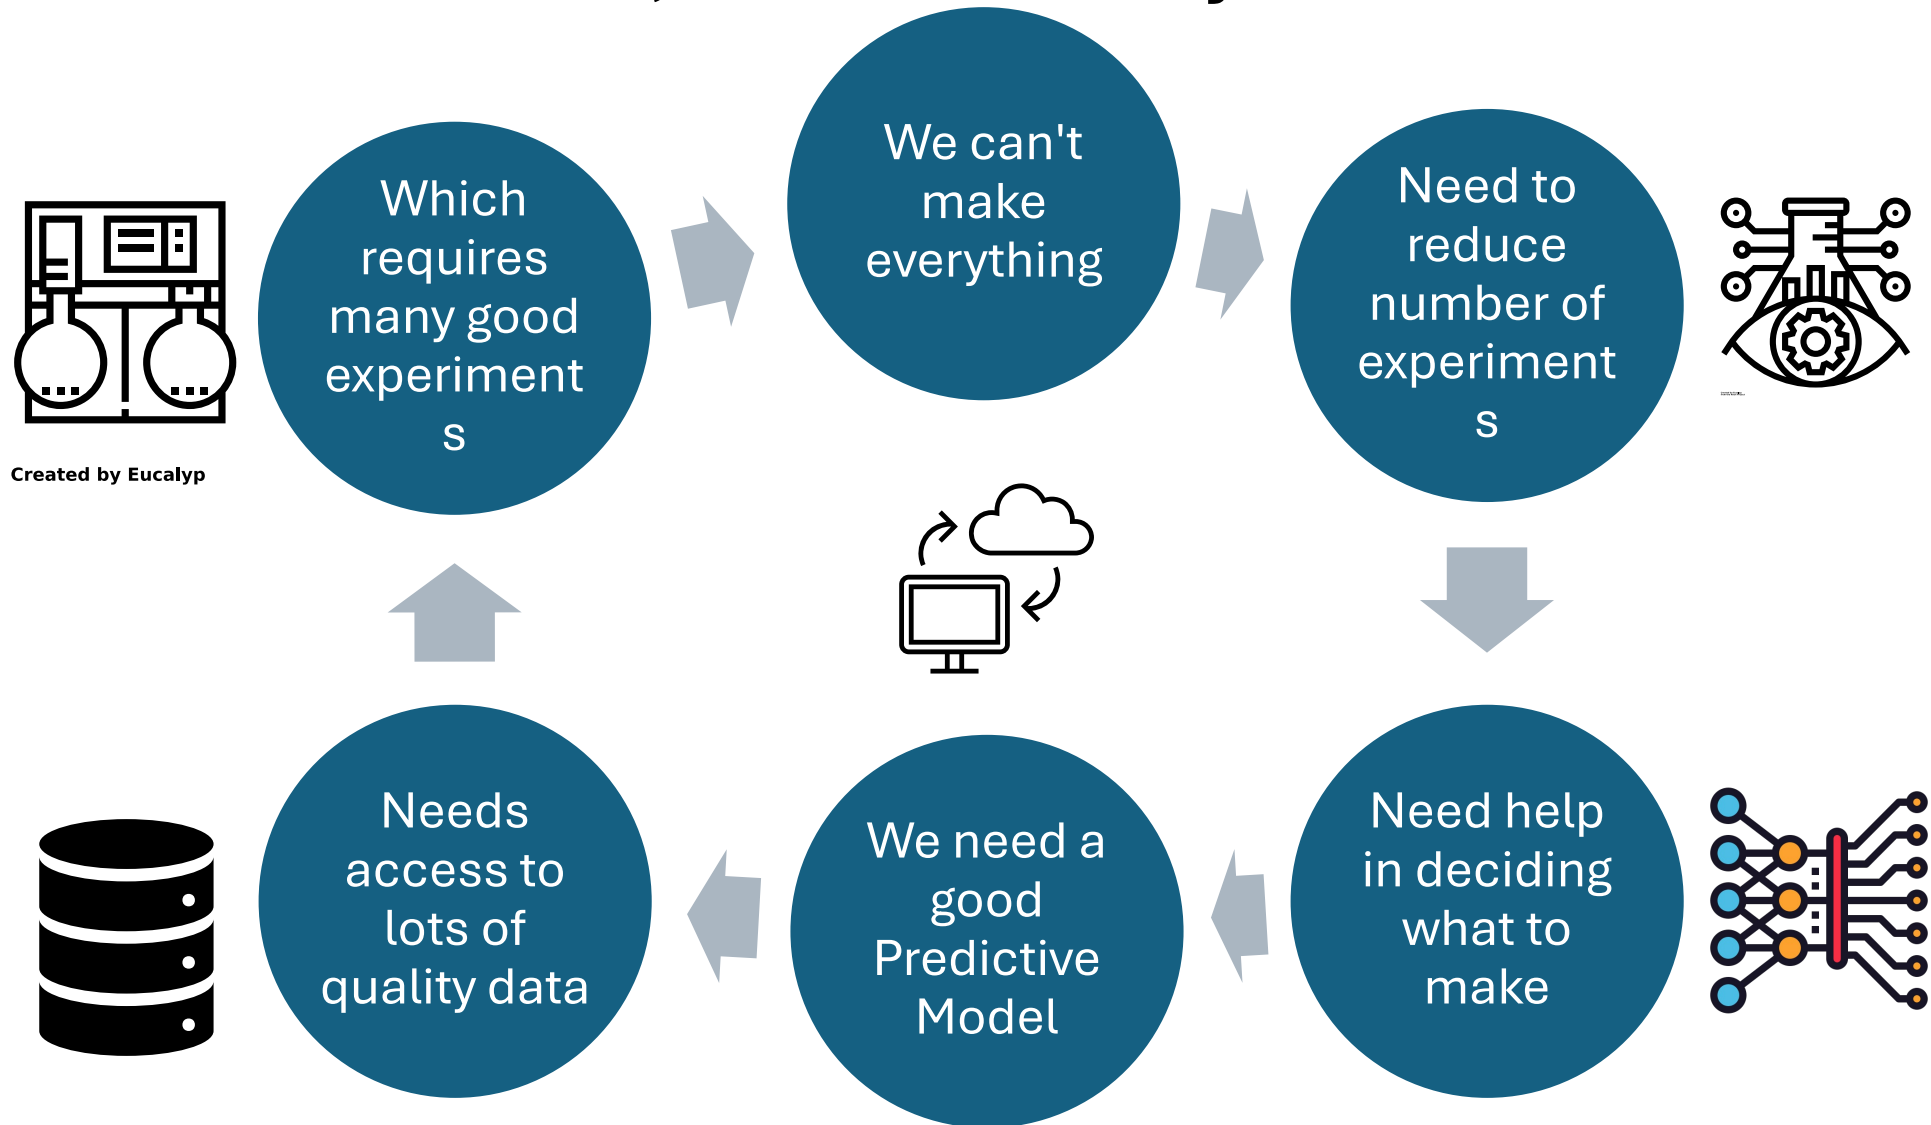 We can't
make
everything
Need to
reduce
number of
experiment
s
Need help
in deciding
what to
make
We need a
good
Predictive
Model
Needs
access to
lots of
quality data
Which
requires
many good
experiment
s
Created by Eucalyp